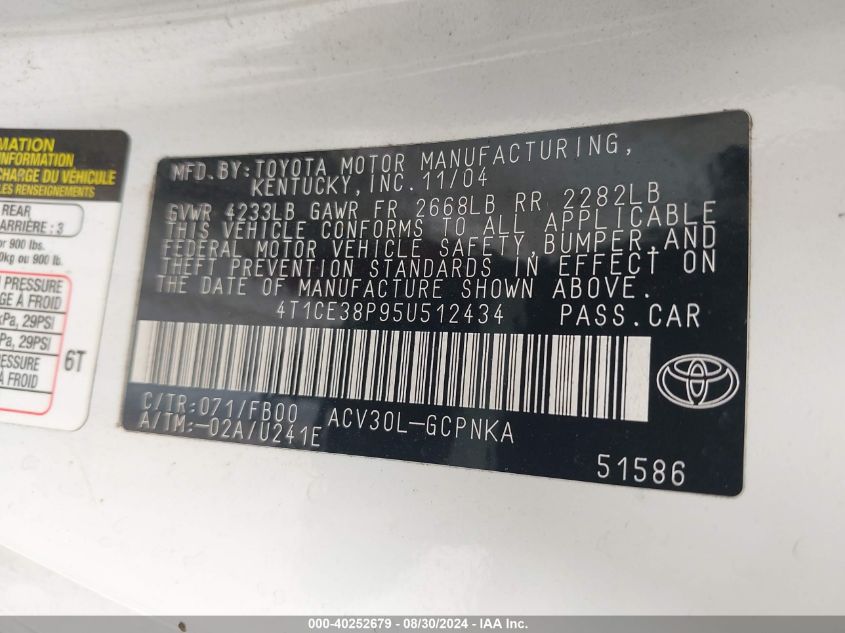 MATION
INFORMATION
CHARGE DU VÉHICULE
LES RENSEIGNEMENTS
REAR
ARRIÈRE : 3
or 900 lbs.
0kg ou 900 lb.
PRESSURE
GE À FROID
kPa, 29PSI
kPa, 29PSI
ESSURE
À FROID
6T
MFD. BY: TOYOTA MOTOR MANUFACTURING,
KENTUCKY, INC. 11/04
GVWR 4233LB GAWR FR 2668LB RR 2282LB
THIS VEHICLE CONFORMS TO ALL APPLICABLE
FEDERAL MOTOR VEHICLE SAFETY, BUMPER, AND
THEFT PREVENTION STANDARDS IN EFFECT ON
THE DATE OF MANUFACTURE SHOWN ABOVE.
4T1CE38P95U512434 PASS.CAR
C/TR: 071/FB00 ACV30L-GCPNKA
A/TM:-02A/U241E
51586
000-40252679 - 08/30/2024 - IAA Inc.